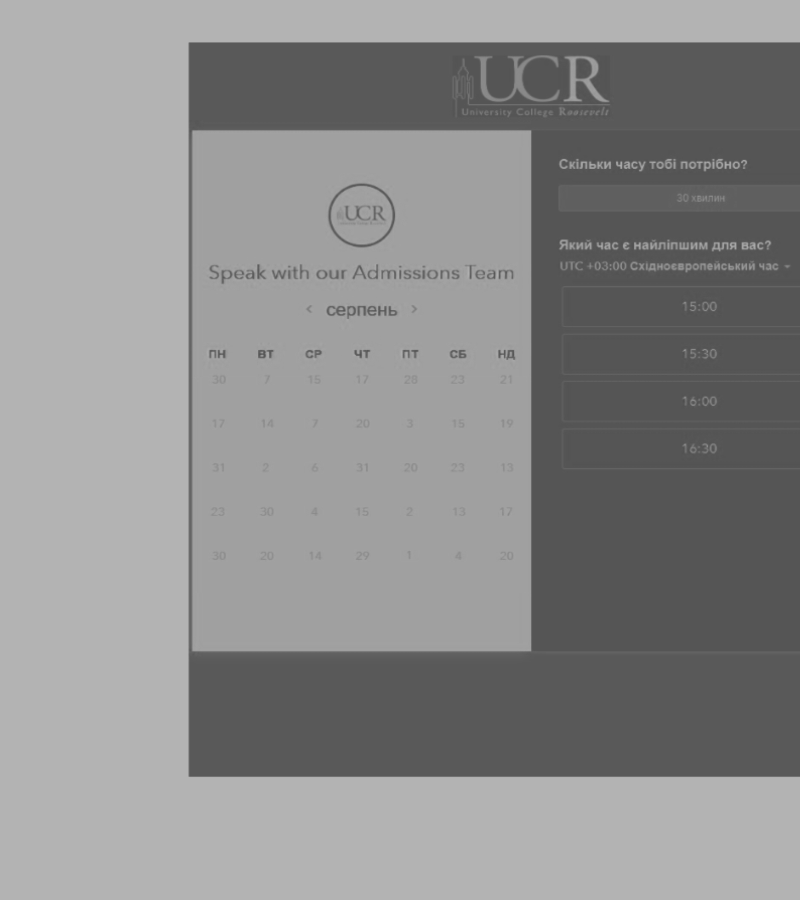 UCR
University College Roosevelt
UCR
Speak with our Admissions Team
‹ серпень ›
ПН ВТ СР ЧТ ПТ СБ НД
30 7 15 17 28 23 21
17 14 7 20 3 15 19
31 2 6 31 20 23 13
23 30 4 15 2 13 17
30 20 14 29 1 4 20
Скільки часу тобі потрібно?
30 хвилин
Який час є найліпшим для вас?
UTC +03:00 Східноєвропейський час
15:00
15:30
16:00
16:30